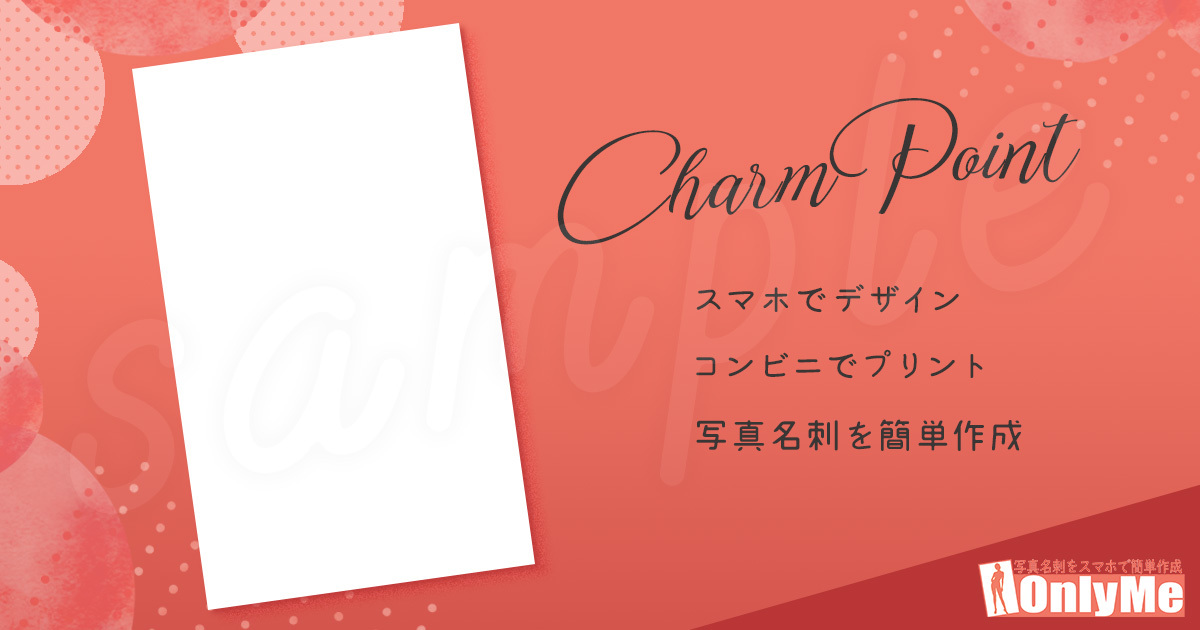 Charm Point
スマホでデザイン
コンビニでプリント
写真名刺を簡単作成
sample
写真名刺をスマホで簡単作成
OnlyMe